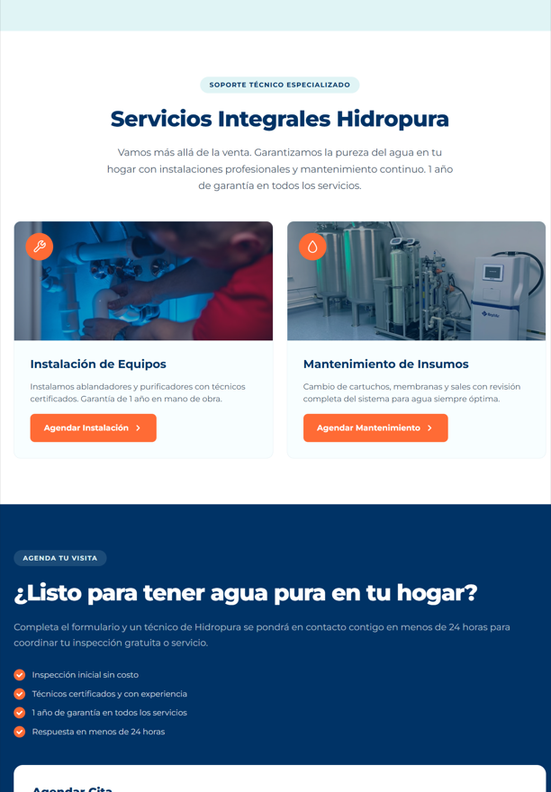 SOPORTE TÉCNICO ESPECIALIZADO
Servicios Integrales Hidropura
Vamos más allá de la venta. Garantizamos la pureza del agua en tu
hogar con instalaciones profesionales y mantenimiento continuo. 1 año
de garantía en todos los servicios.
Instalación de Equipos
Instalamos ablandadores y purificadores con técnicos
certificados. Garantía de 1 año en mano de obra.
Agendar Instalación
Mantenimiento de Insumos
Cambio de cartuchos, membranas y sales con revisión
completa del sistema para agua siempre óptima.
Agendar Mantenimiento
AGENDA TU VISITA
¿Listo para tener agua pura en tu hogar?
Completa el formulario y un técnico de Hidropura se pondrá en contacto contigo en menos de 24 horas para
coordinar tu inspección gratuita o servicio.
Inspección inicial sin costo
Técnicos certificados y con experiencia
1 año de garantía en todos los servicios
Respuesta en menos de 24 horas
Agendar Cita